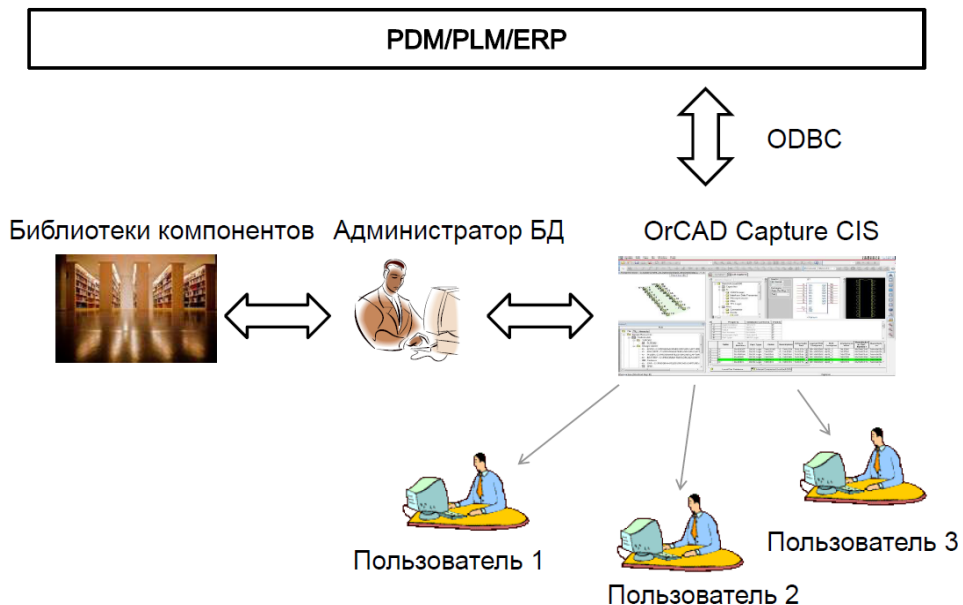 PDM/PLM/ERP
ODBC
Библиотеки компонентов
Администратор БД
OrCAD Capture CIS
Пользователь 1
Пользователь 2
Пользователь 3